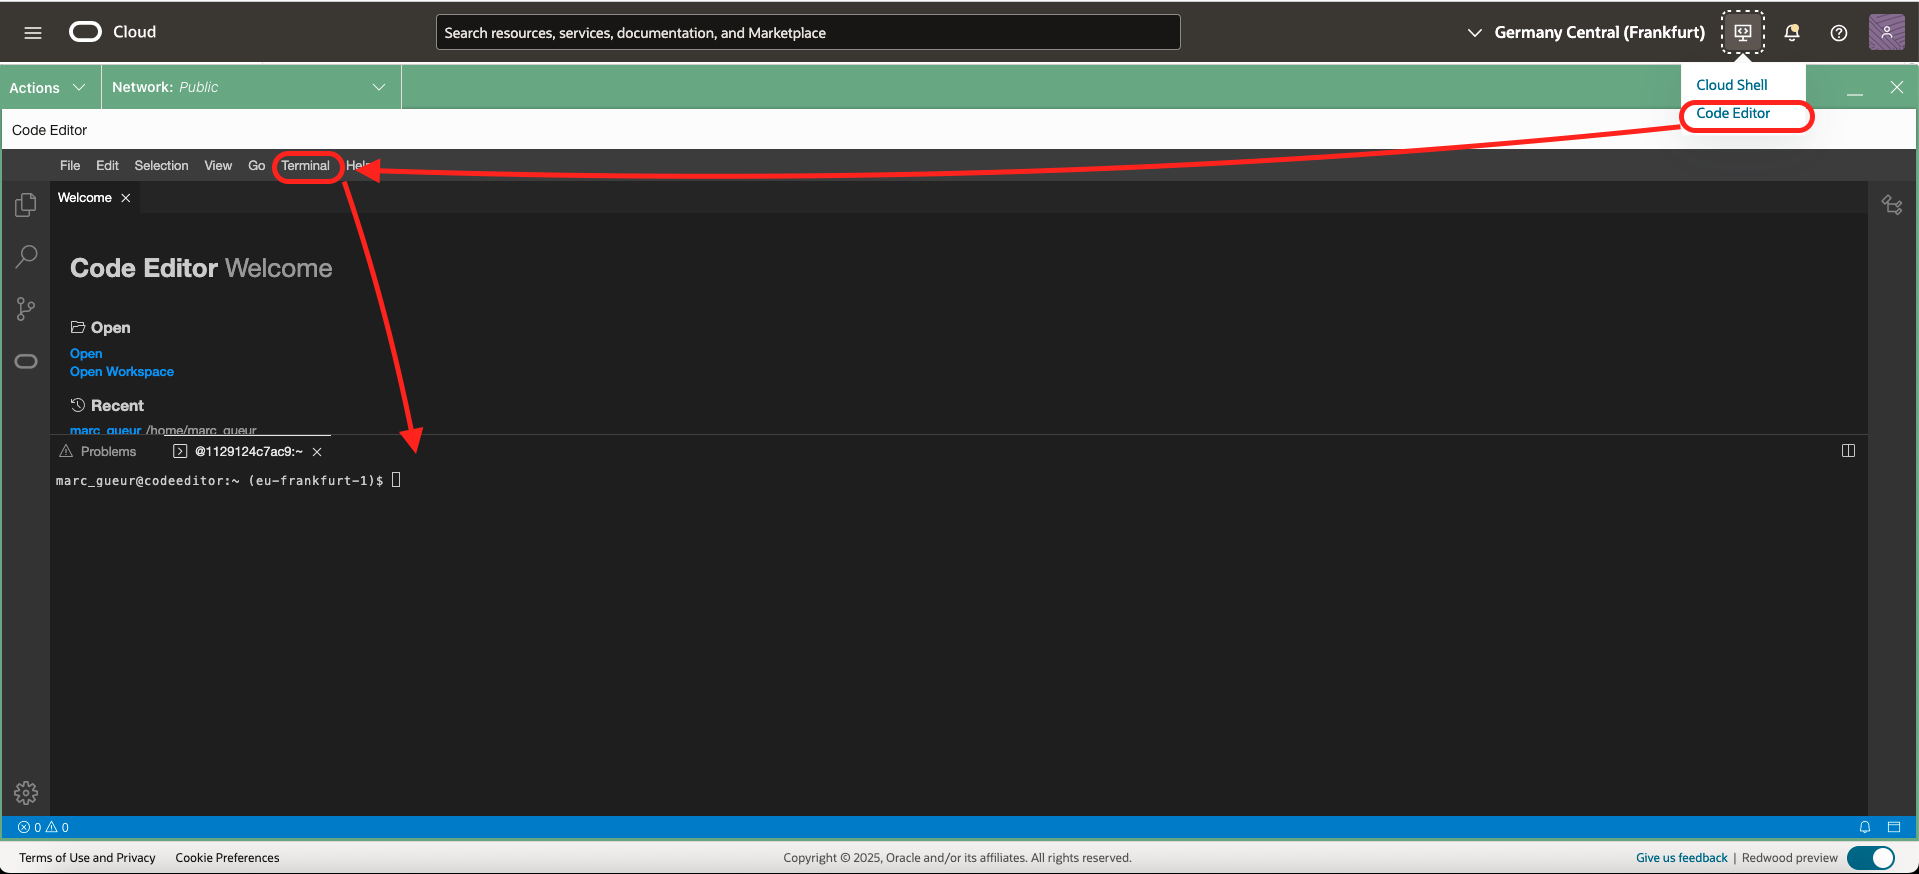 Cloud
Search resources, services, documentation, and Marketplace
Germany Central (Frankfurt)
Cloud Shell
Code Editor
Actions
Network: Public
Code Editor
File Edit Selection View Go Terminal Help
Welcome
Code Editor Welcome
Open
Open
Open Workspace
Recent
marc_gueur /home/marc_gueur
Problems
@1129124c7ac9:~
marc_gueur@codeeditor:~ (eu-frankfurt-1)$
0 0
Terms of Use and Privacy Cookie Preferences
Copyright © 2025, Oracle and/or its affiliates. All rights reserved.
Give us feedback | Redwood preview